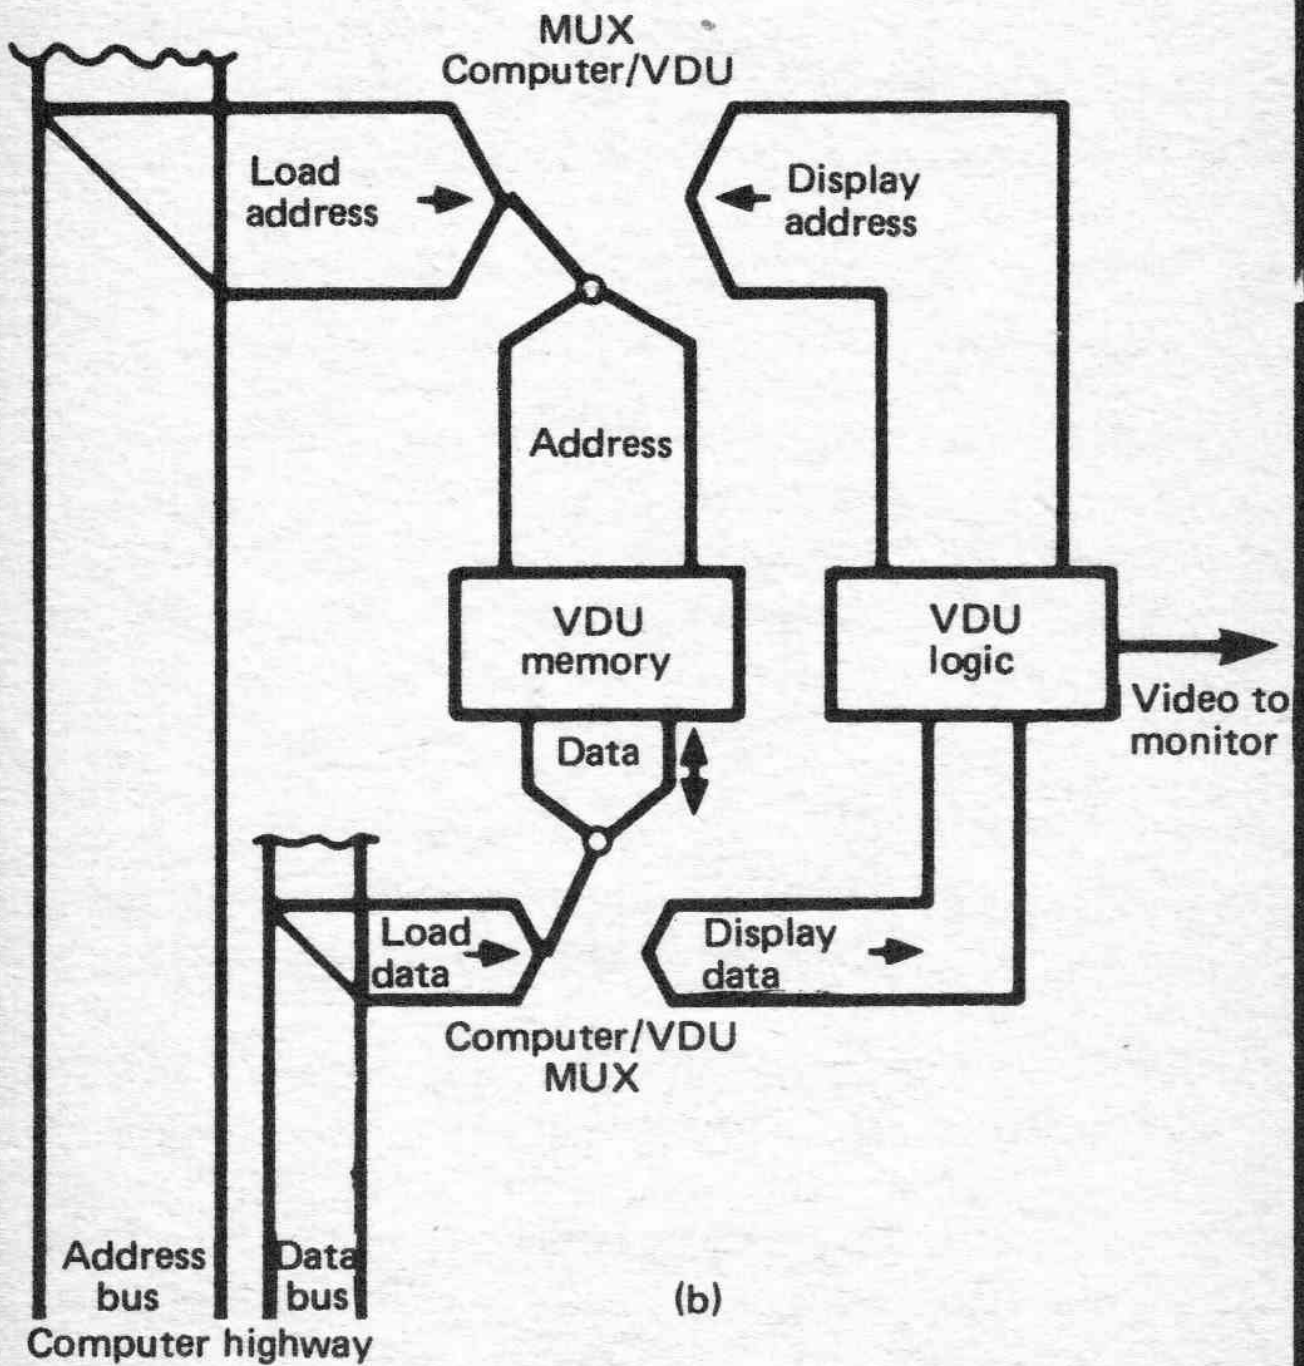 MUX
Computer/VDU
Load
address
Display
address
Address
VDU
memory
VDU
logic
Video to
monitor
Data
Load
data
Display
data
Computer/VDU
MUX
Address
bus
Data
bus
(b)
Computer highway